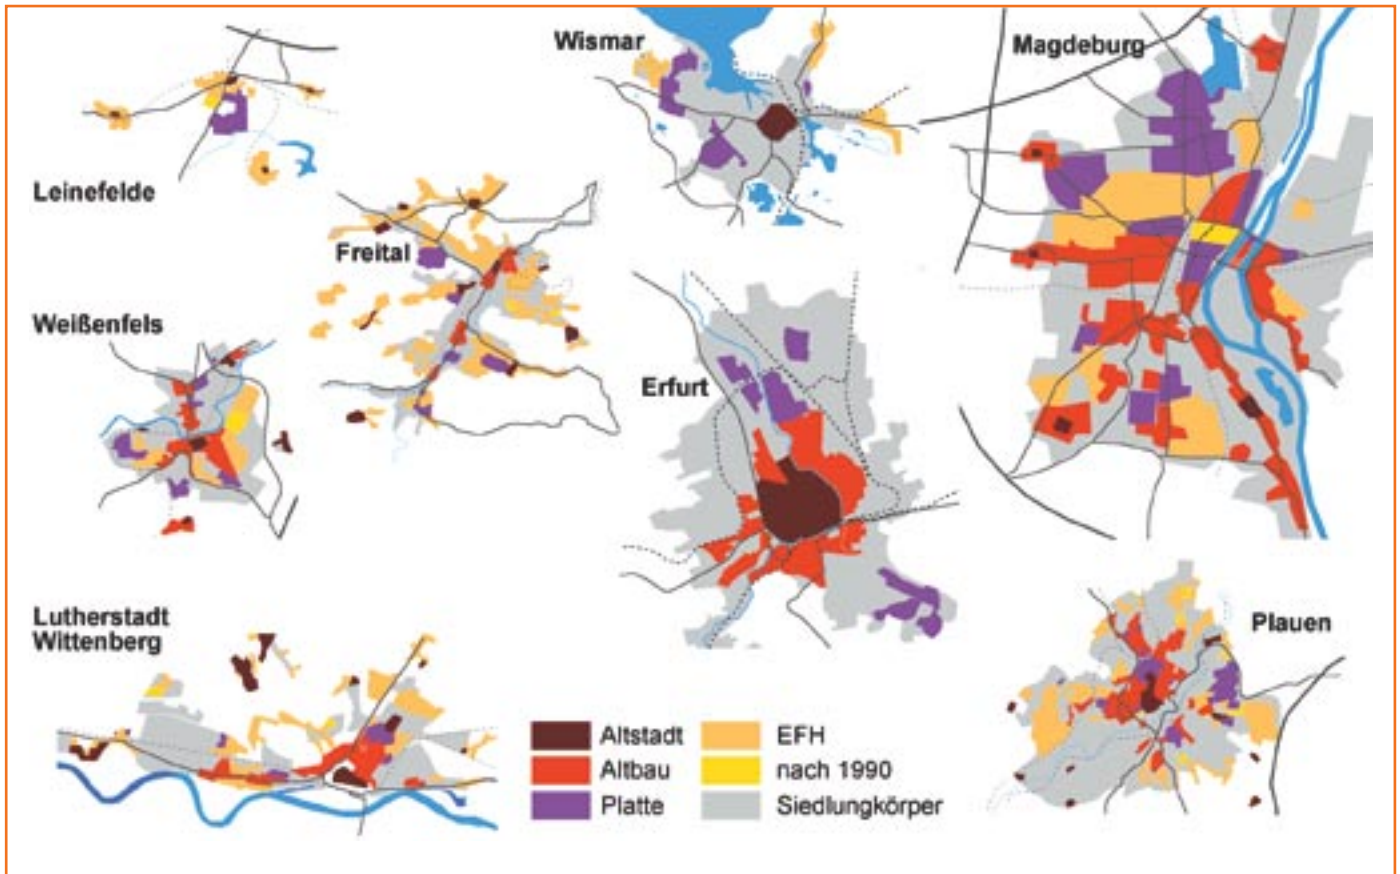 Wismar
Magdeburg
Leinefelde
Freital
Weißenfels
Erfurt
Lutherstadt
Wittenberg
Plauen
Altstadt
EFH
Altbau
nach 1990
Platte
Siedlungkörper